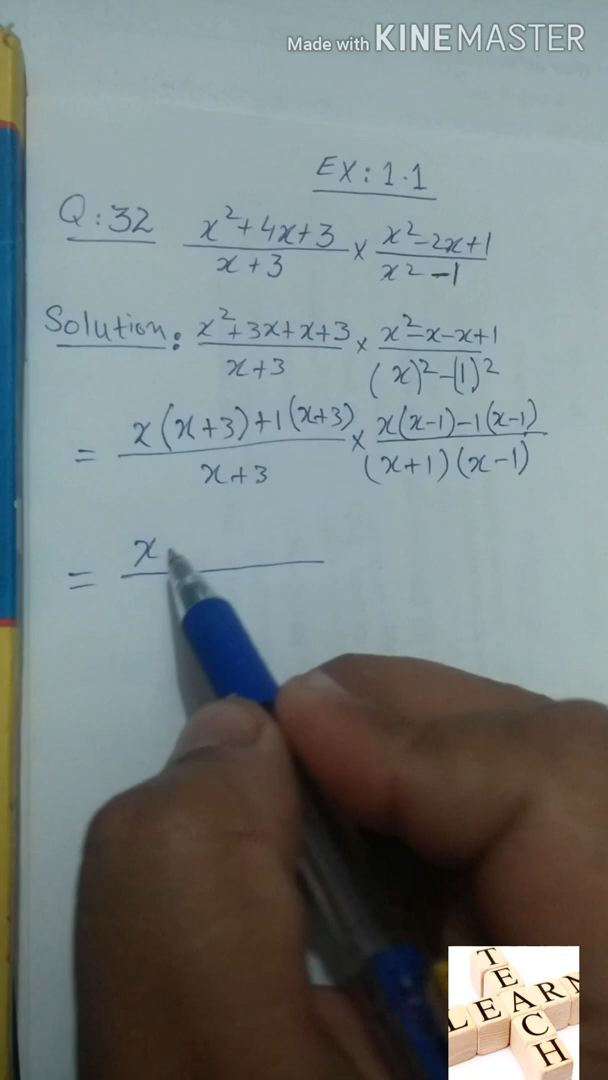 Made with KINEMASTER
EX: 1.1
Q:32 x²+4x+3 / x+3 × x²-2x+1 / x²-1
Solution: x²+3x+x+3 / x+3 × x²-x-x+1 / (x)²-(1)²
= x(x+3)+1(x+3) / x+3 × x(x-1)-1(x-1) / (x+1)(x-1)
= x
TEACH
LEARN